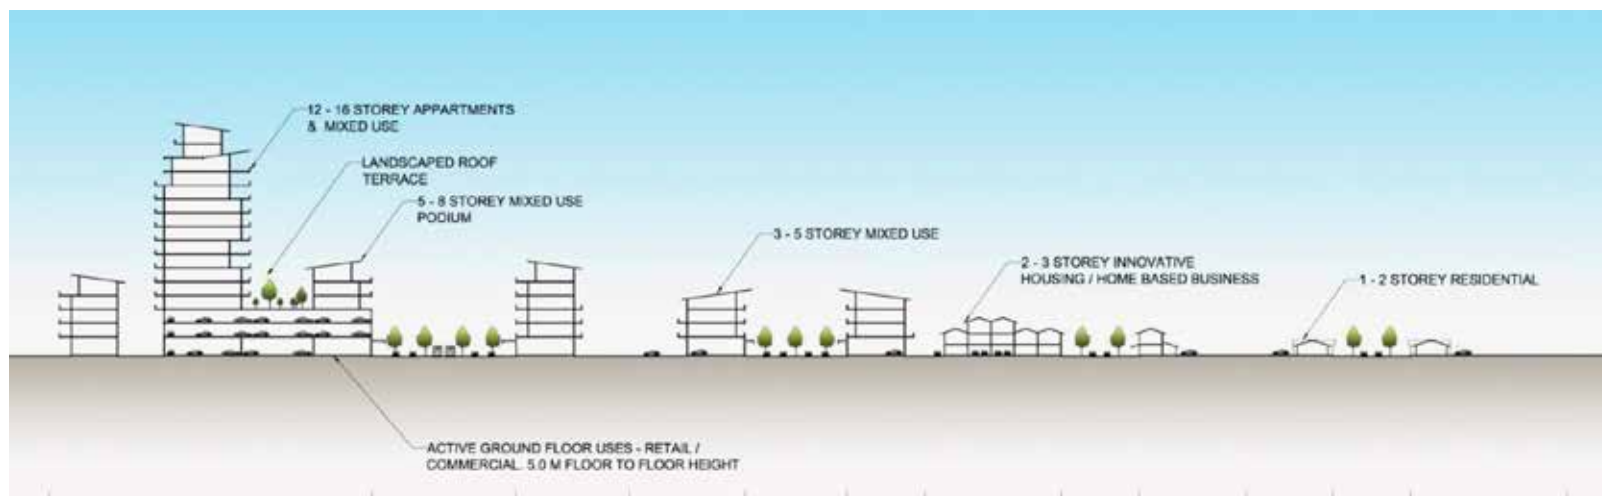 12 - 16 STOREY APPARTMENTS
& MIXED USE
LANDSCAPED ROOF
TERRACE
5 - 8 STOREY MIXED USE
PODIUM
3 - 5 STOREY MIXED USE
2 - 3 STOREY INNOVATIVE
HOUSING / HOME BASED BUSINESS
1 - 2 STOREY RESIDENTIAL
ACTIVE GROUND FLOOR USES - RETAIL /
COMMERCIAL. 5.0 M FLOOR TO FLOOR HEIGHT